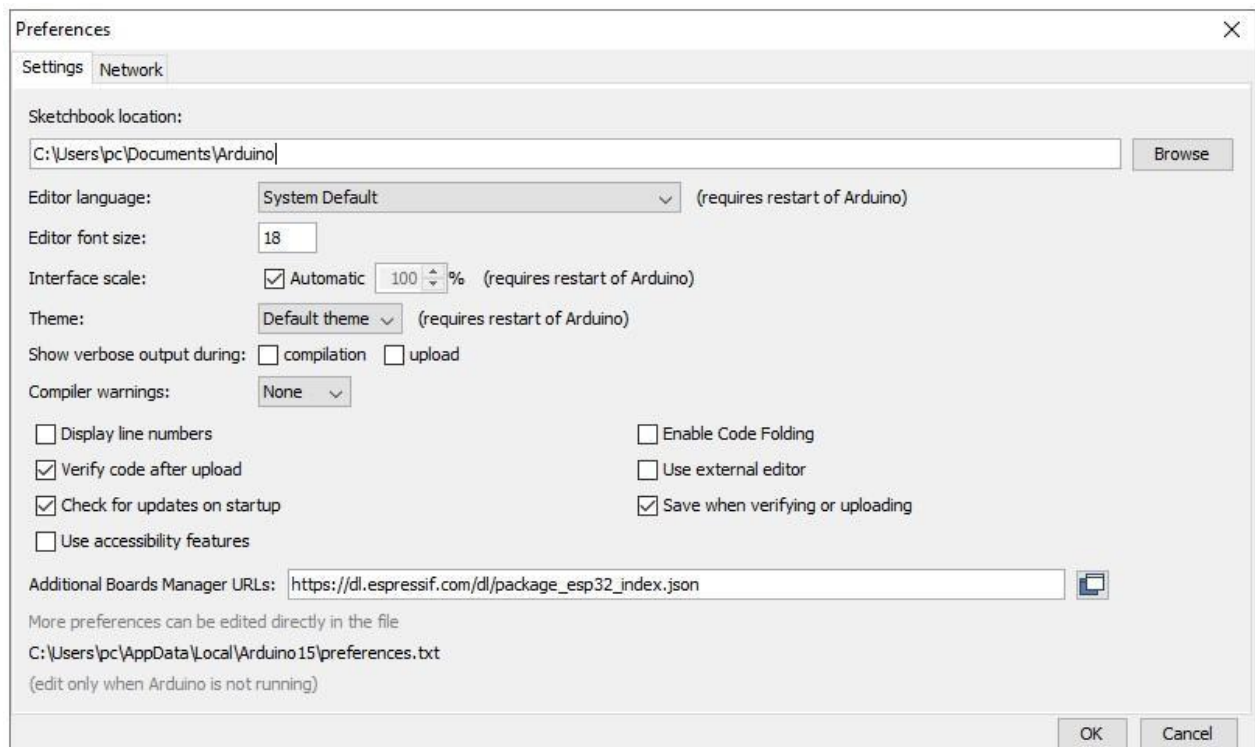 Preferences
Settings Network
Sketchbook location:
C:\Users\pc\Documents\Arduino Browse
Editor language: System Default (requires restart of Arduino)
Editor font size: 18
Interface scale: Automatic 100 % (requires restart of Arduino)
Theme: Default theme (requires restart of Arduino)
Show verbose output during: compilation upload
Compiler warnings: None
Display line numbers Enable Code Folding
Verify code after upload Use external editor
Check for updates on startup Save when verifying or uploading
Use accessibility features
Additional Boards Manager URLs: https://dl.espressif.com/dl/package_esp32_index.json
More preferences can be edited directly in the file
C:\Users\pc\AppData\Local\Arduino15\preferences.txt
(edit only when Arduino is not running)
OK Cancel